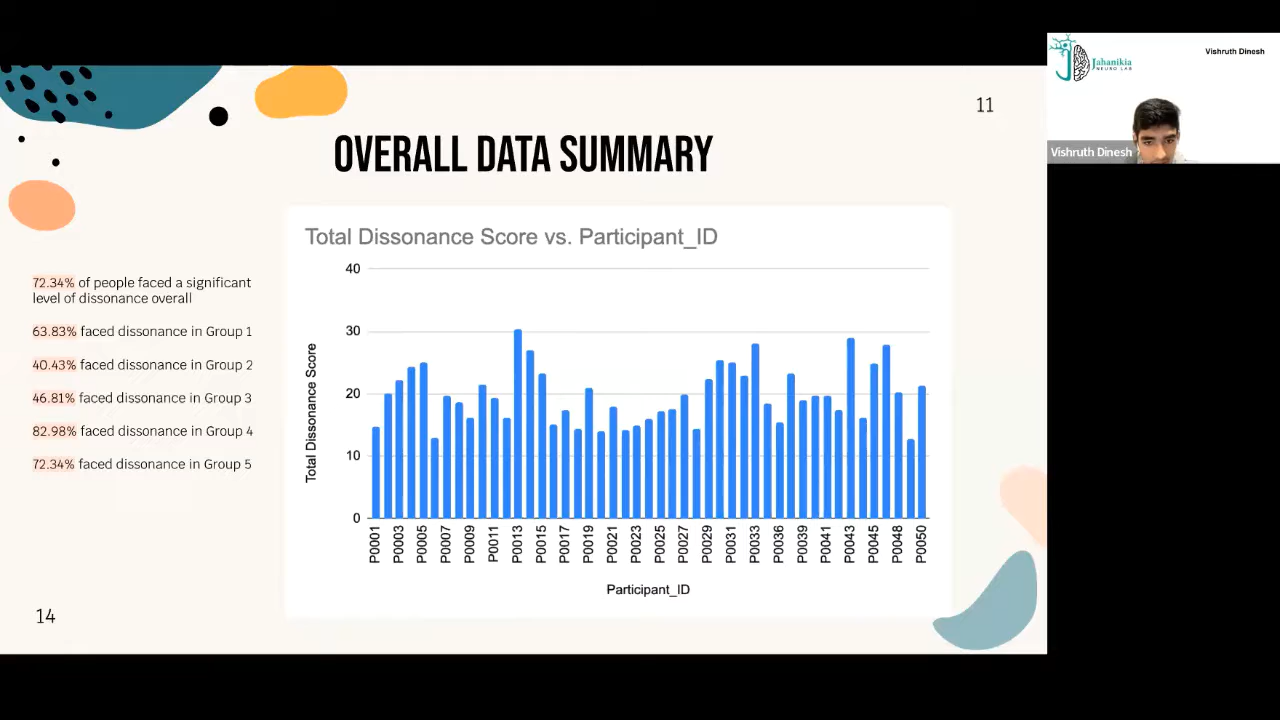 Jahanikia
NEURO LAB
Vishruth Dinesh
Vishruth Dinesh
11
OVERALL DATA SUMMARY
72.34% of people faced a significant
level of dissonance overall
63.83% faced dissonance in Group 1
40.43% faced dissonance in Group 2
46.81% faced dissonance in Group 3
82.98% faced dissonance in Group 4
72.34% faced dissonance in Group 5
14
Total Dissonance Score vs. Participant_ID
Total Dissonance Score
40
30
20
10
0
P0001
P0003
P0005
P0007
P0009
P0011
P0013
P0015
P0017
P0019
P0021
P0023
P0025
P0027
P0029
P0031
P0033
P0036
P0039
P0041
P0043
P0045
P0048
P0050
Participant_ID